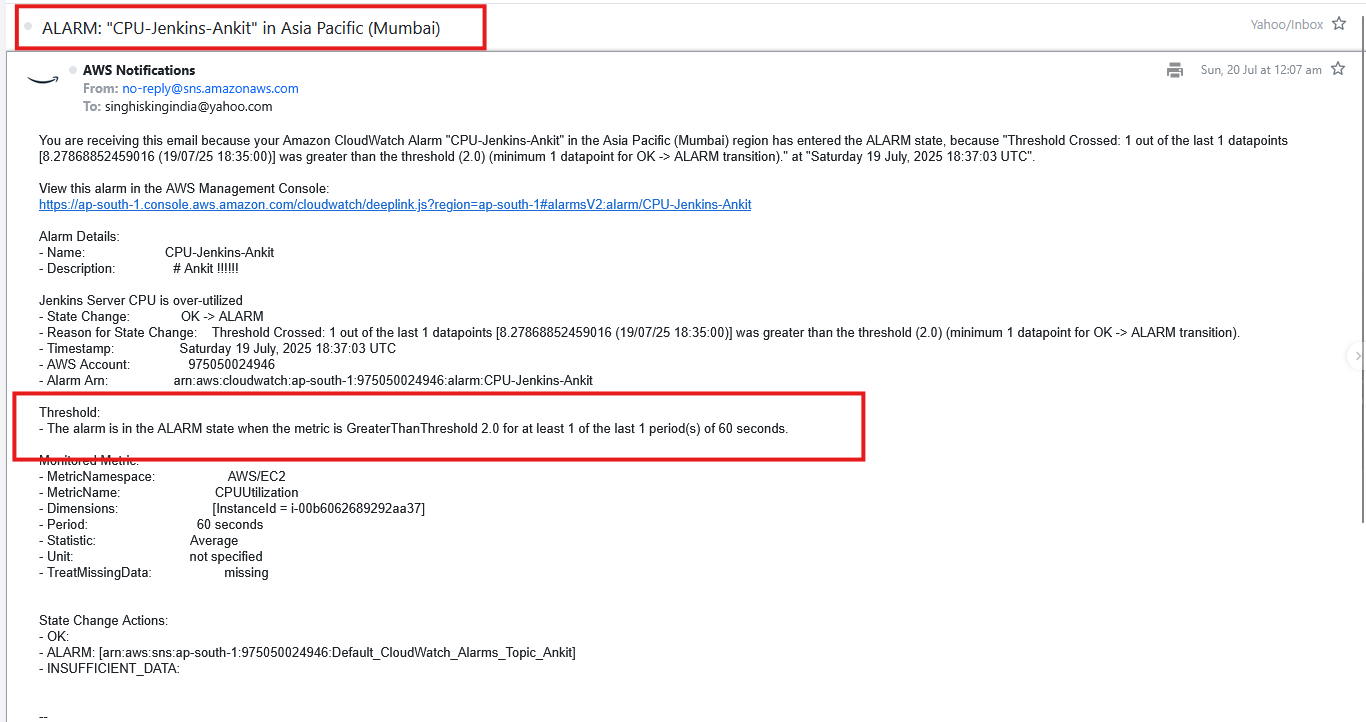 ALARM: "CPU-Jenkins-Ankit" in Asia Pacific (Mumbai)
Yahoo/Inbox
AWS Notifications
Sun, 20 Jul at 12:07 am
From: no-reply@sns.amazonaws.com
To: singhiskingindia@yahoo.com
You are receiving this email because your Amazon CloudWatch Alarm "CPU-Jenkins-Ankit" in the Asia Pacific (Mumbai) region has entered the ALARM state, because "Threshold Crossed: 1 out of the last 1 datapoints
[8.27868852459016 (19/07/25 18:35:00)] was greater than the threshold (2.0) (minimum 1 datapoint for OK -> ALARM transition)." at "Saturday 19 July, 2025 18:37:03 UTC".
View this alarm in the AWS Management Console:
https://ap-south-1.console.aws.amazon.com/cloudwatch/deeplink.js?region=ap-south-1#alarmsV2:alarm/CPU-Jenkins-Ankit
Alarm Details:
- Name: CPU-Jenkins-Ankit
- Description: # Ankit !!!!!!
Jenkins Server CPU is over-utilized
- State Change: OK -> ALARM
- Reason for State Change: Threshold Crossed: 1 out of the last 1 datapoints [8.27868852459016 (19/07/25 18:35:00)] was greater than the threshold (2.0) (minimum 1 datapoint for OK -> ALARM transition).
- Timestamp: Saturday 19 July, 2025 18:37:03 UTC
- AWS Account: 975050024946
- Alarm Arn: arn:aws:cloudwatch:ap-south-1:975050024946:alarm:CPU-Jenkins-Ankit
Threshold:
- The alarm is in the ALARM state when the metric is GreaterThanThreshold 2.0 for at least 1 of the last 1 period(s) of 60 seconds.
Monitored Metric:
- MetricNamespace: AWS/EC2
- MetricName: CPUUtilization
- Dimensions: [InstanceId = i-00b6062689292aa37]
- Period: 60 seconds
- Statistic: Average
- Unit: not specified
- TreatMissingData: missing
State Change Actions:
- OK:
- ALARM: [arn:aws:sns:ap-south-1:975050024946:Default_CloudWatch_Alarms_Topic_Ankit]
- INSUFFICIENT_DATA:
--